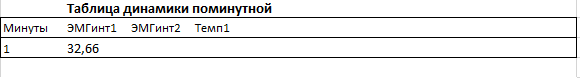 Таблица динамики поминутной
Минуты ЭМГинт1 ЭМГинт2 Темп1
1 32,66